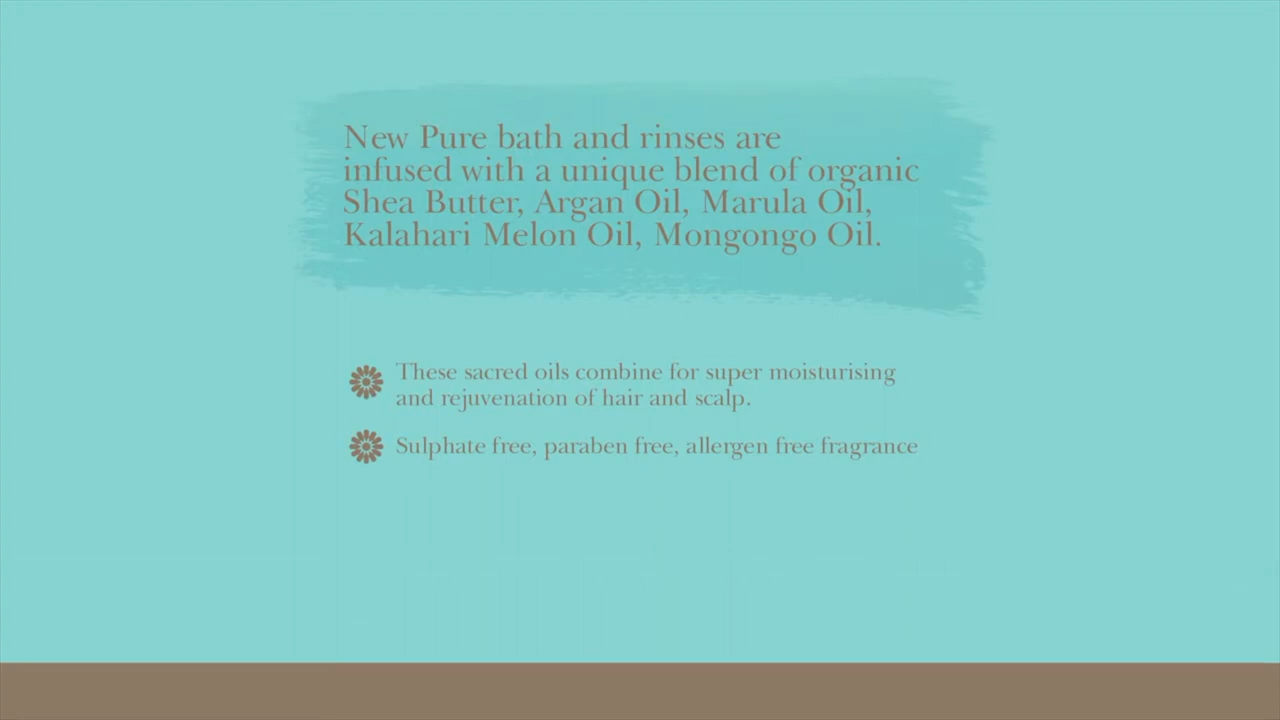 New Pure bath and rinses are
infused with a unique blend of organic
Shea Butter, Argan Oil, Marula Oil,
Kalahari Melon Oil, Mongongo Oil.
These sacred oils combine for super moisturising
and rejuvenation of hair and scalp.
Sulphate free, paraben free, allergen free fragrance